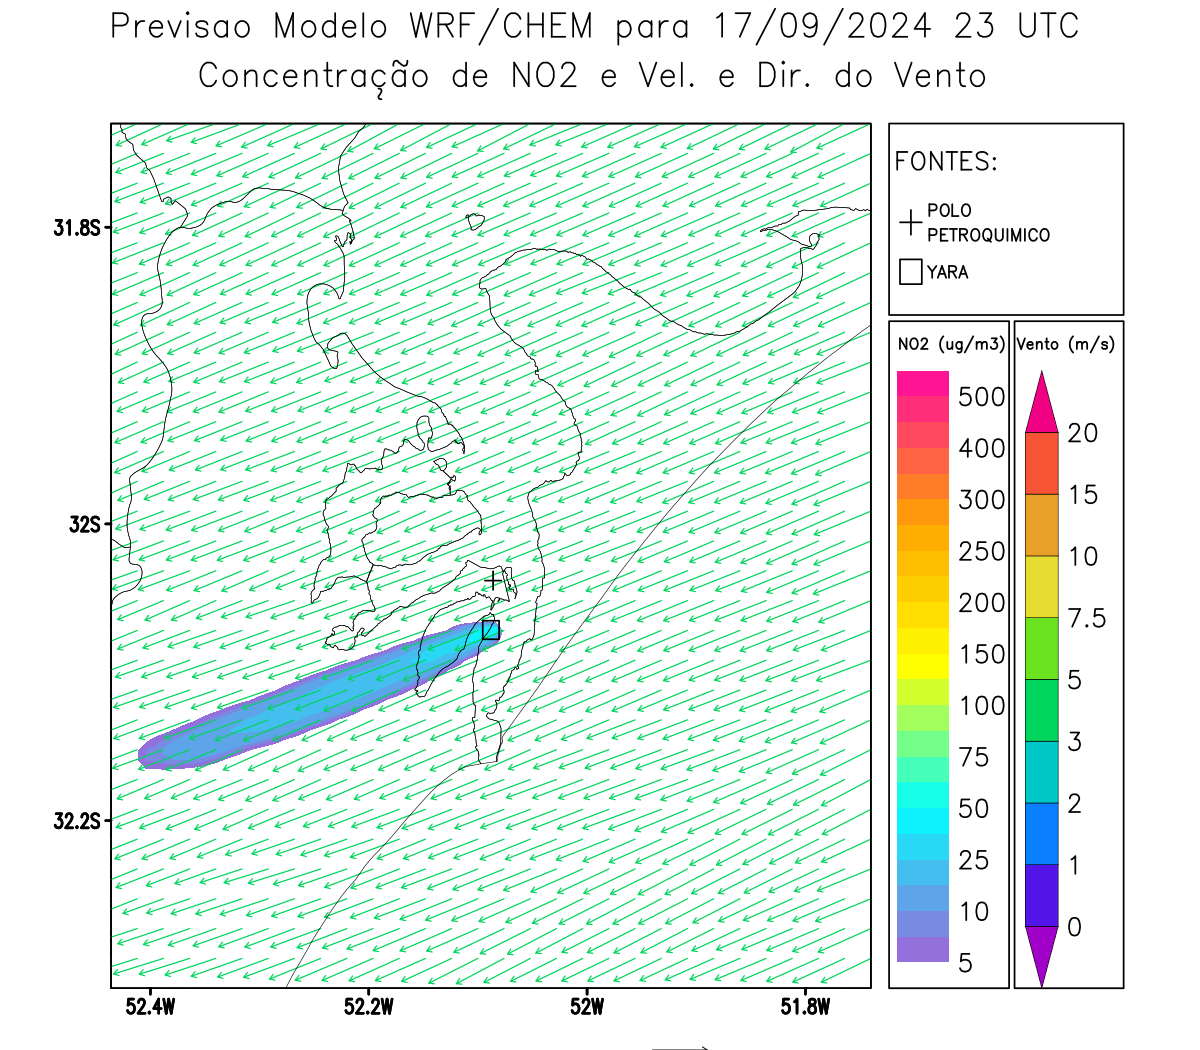 Previsao Modelo WRF/CHEM para 17/09/2024 23 UTC
Concentração de NO2 e Vel. e Dir. do Vento
FONTES:
POLO
PETROQUIMICO
YARA
NO2 (ug/m3)
500
400
300
250
200
150
100
75
50
25
10
5
Vento (m/s)
20
15
10
7.5
5
3
2
1
0
31.8S
32S
32.2S
52.4W 52.2W 52W 51.8W